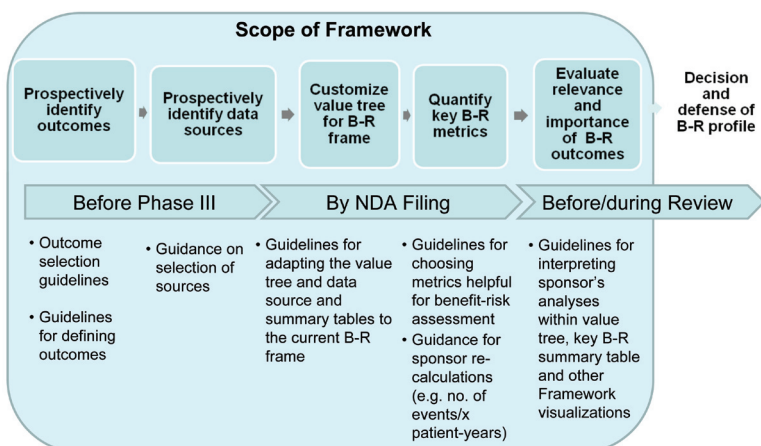 Scope of Framework
Prospectively
identify
outcomes
Prospectively
identify data
sources
Customize
value tree
for B-R
frame
Quantify
key B-R
metrics
Evaluate
relevance
and
importance
of B-R
outcomes
Decision
and
defense of
B-R profile
Before Phase III
By NDA Filing
Before/during Review
• Outcome
selection
guidelines
• Guidelines
for defining
outcomes
• Guidance on
selection of
sources
• Guidelines for
adapting the
value tree
and data
source and
summary tables to
the current B-R
frame
• Guidelines for
choosing
metrics helpful
for benefit-risk
assessment
• Guidance for
sponsor re-
calculations
(e.g. no. of
events/x
patient-years)
• Guidelines for
interpreting
sponsor's
analyses
within value
tree, key B-R
summary table
and other
Framework
visualizations